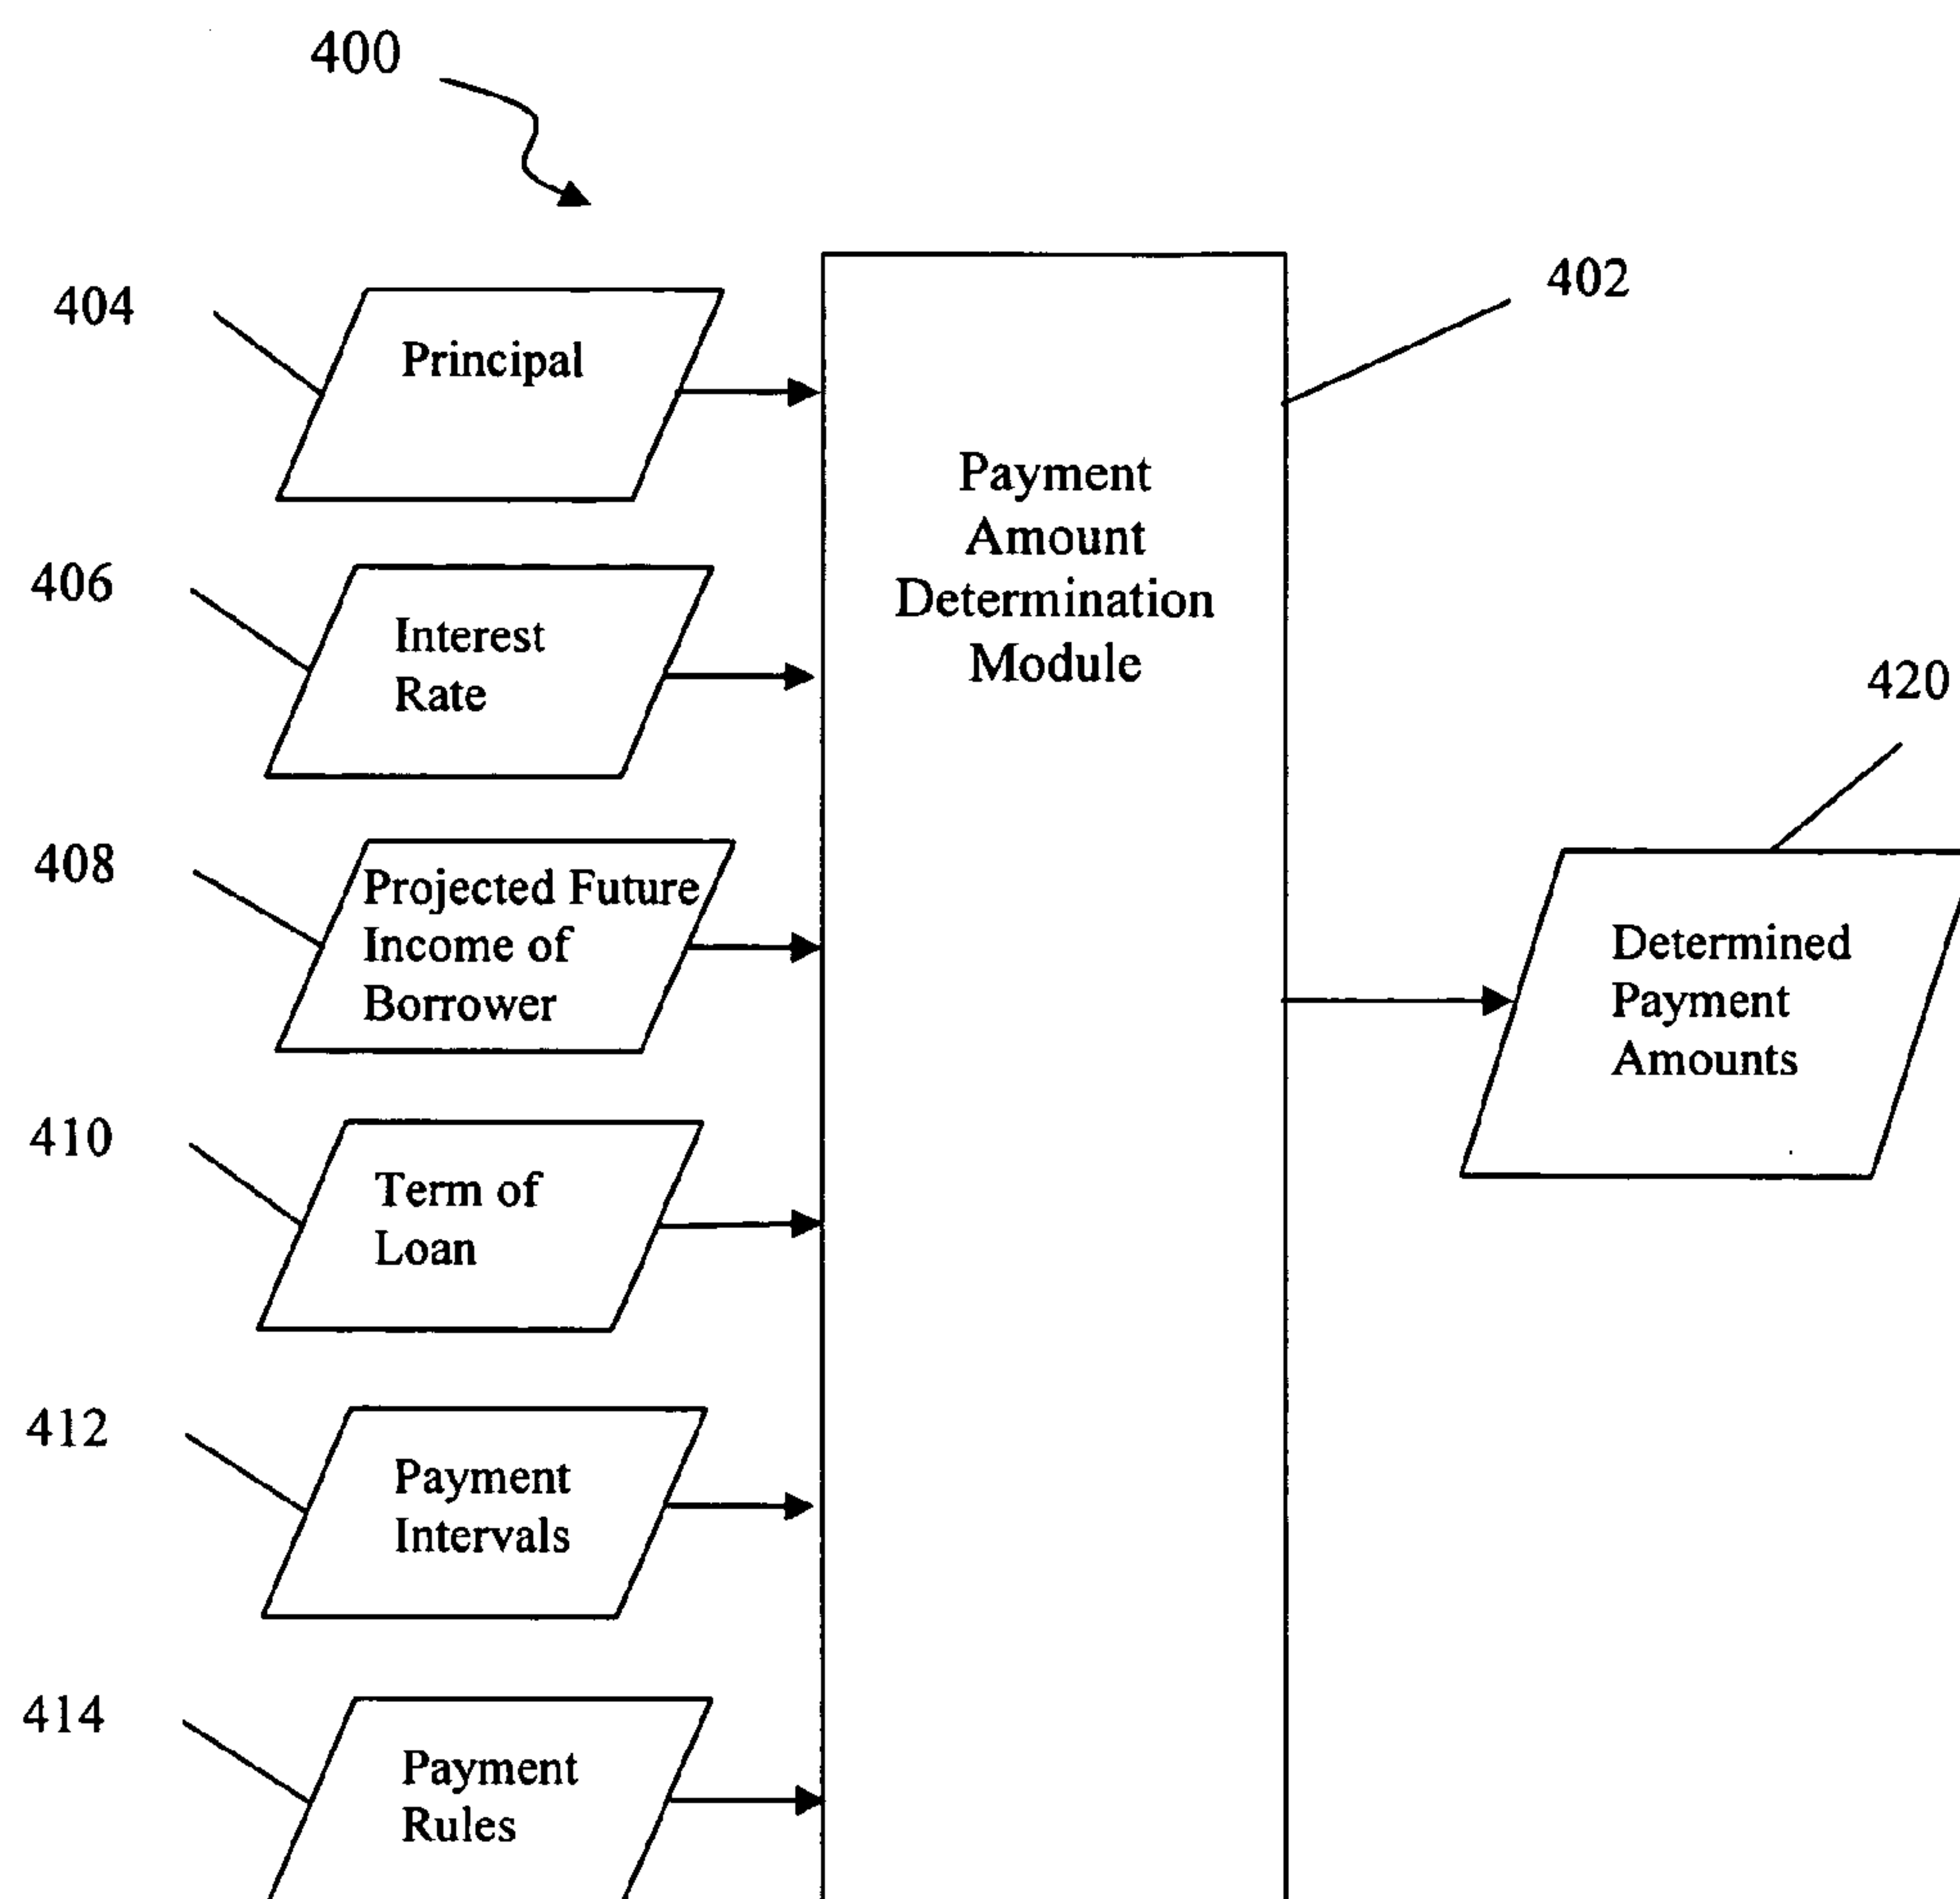 400
402
404
Principal
Payment
Amount
Determination
Module
406
Interest
Rate
420
408
Projected Future
Income of
Borrower
Determined
Payment
Amounts
410
Term of
Loan
412
Payment
Intervals
414
Payment
Rules